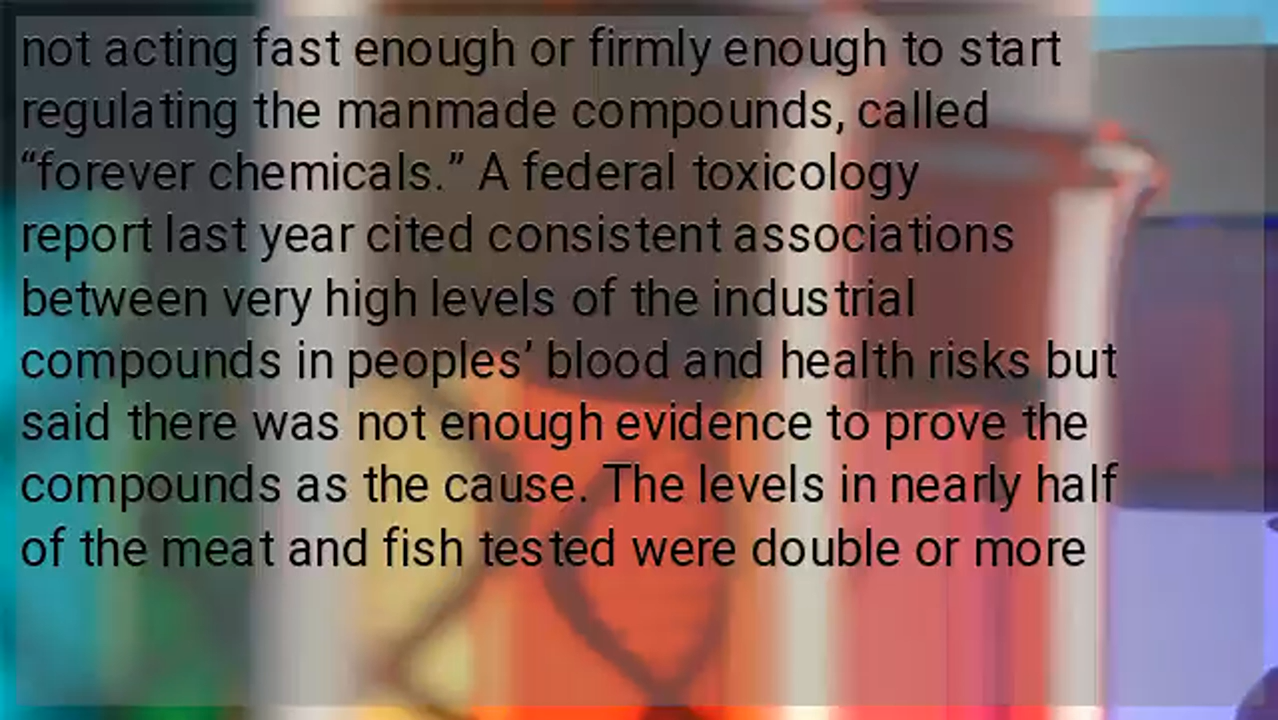 not acting fast enough or firmly enough to start
regulating the manmade compounds, called
“forever chemicals.” A federal toxicology
report last year cited consistent associations
between very high levels of the industrial
compounds in peoples’ blood and health risks but
said there was not enough evidence to prove the
compounds as the cause. The levels in nearly half
of the meat and fish tested were double or more